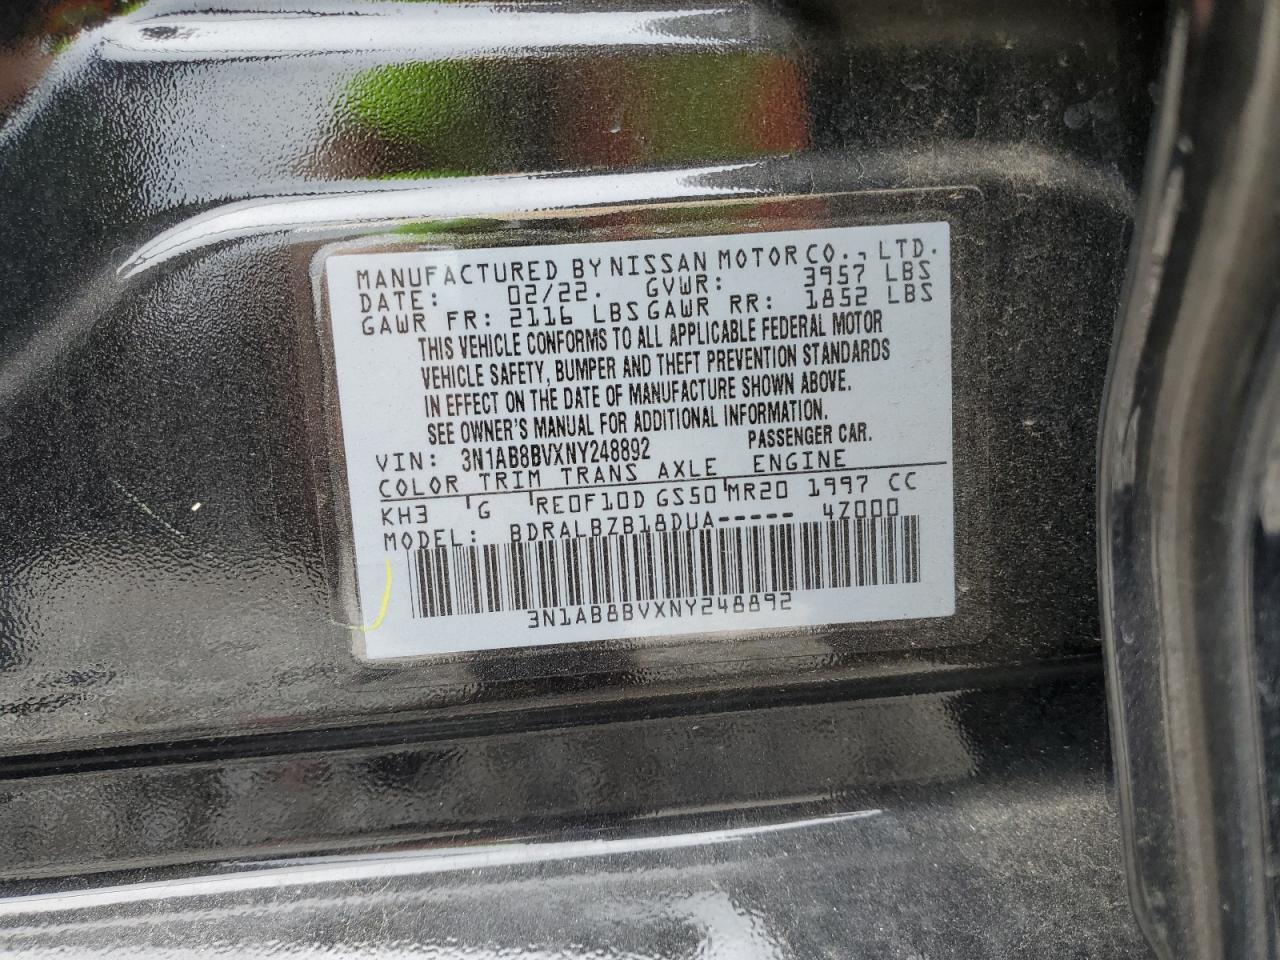 MANUFACTURED BY NISSAN MOTOR CO., LTD.
DATE: 02/22. GVWR: 3957 LBS
GAWR FR: 2116 LBS GAWR RR: 1852 LBS
THIS VEHICLE CONFORMS TO ALL APPLICABLE FEDERAL MOTOR
VEHICLE SAFETY, BUMPER AND THEFT PREVENTION STANDARDS
IN EFFECT ON THE DATE OF MANUFACTURE SHOWN ABOVE.
SEE OWNER'S MANUAL FOR ADDITIONAL INFORMATION.
VIN: 3N1AB8BVXNY248892 PASSENGER CAR.
COLOR TRIM TRANS AXLE ENGINE
KH3 G RE0F10D GS50 MR20 1997 CC
MODEL: BDRALBZB18DUA----- 4Z000
3N1AB8BVXNY248892